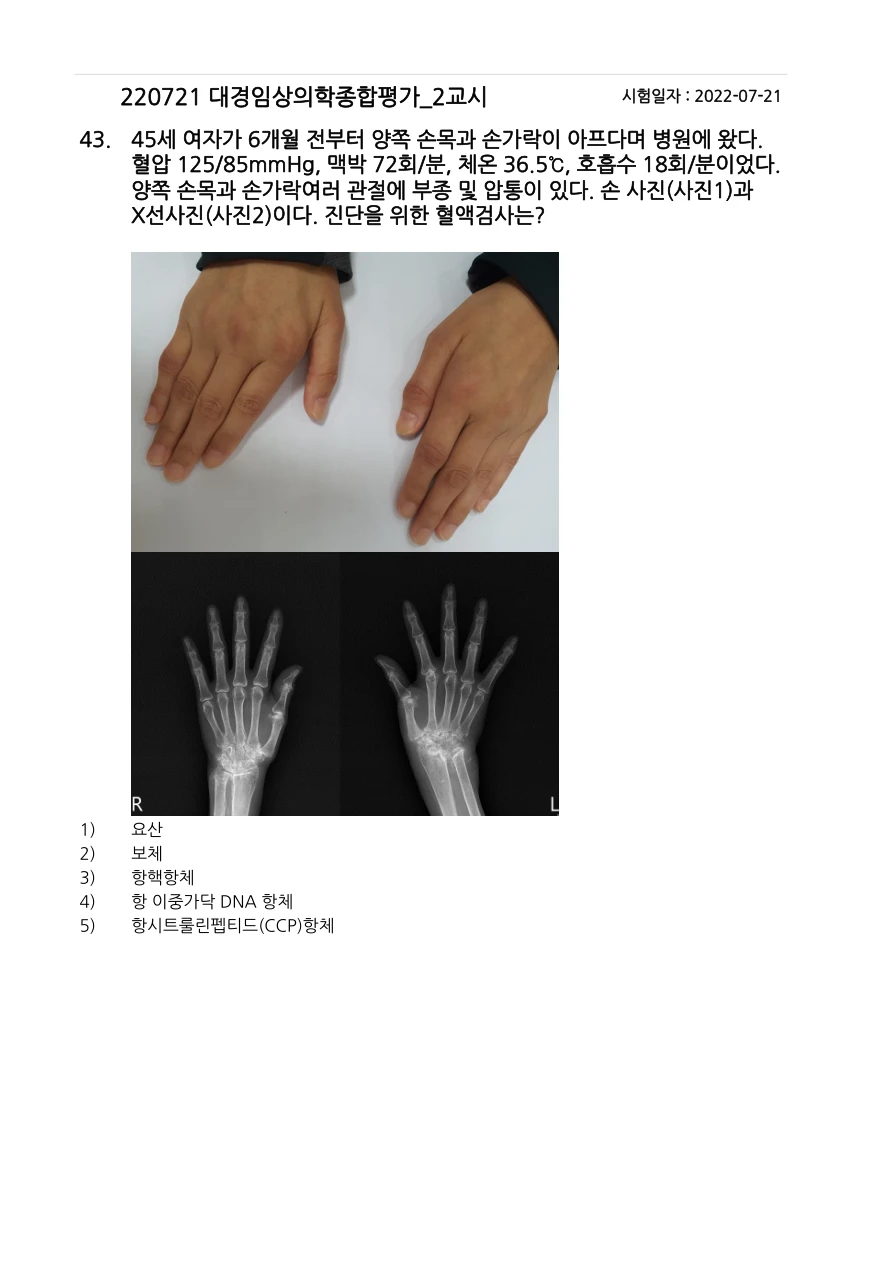 220721 대경임상의학종합평가_2교시
시험일자 : 2022-07-21
43. 45세 여자가 6개월 전부터 양쪽 손목과 손가락이 아프다며 병원에 왔다.
혈압 125/85mmHg, 맥박 72회/분, 체온 36.5℃, 호흡수 18회/분이었다.
양쪽 손목과 손가락여러 관절에 부종 및 압통이 있다. 손 사진(사진1)과
X선사진(사진2)이다. 진단을 위한 혈액검사는?
R
L
1) 요산
2) 보체
3) 항핵항체
4) 항 이중가닥 DNA 항체
5) 항시트룰린펩티드(CCP)항체